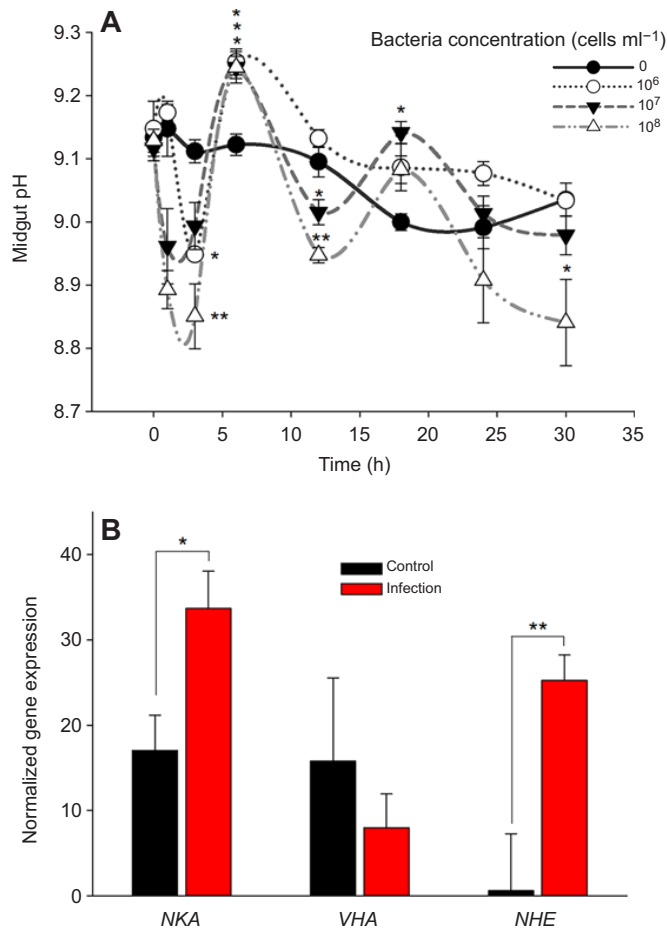 A
Bacteria concentration (cells ml⁻¹)
0
10⁶
10⁷
10⁸
Midgut pH
9.3
9.2
9.1
9.0
8.9
8.8
8.7
*
*
*
*
**
*
**
*
*
0 5 10 15 20 25 30 35
Time (h)
B
Control
Infection
Normalized gene expression
40
30
20
10
0
*
**
NKA VHA NHE